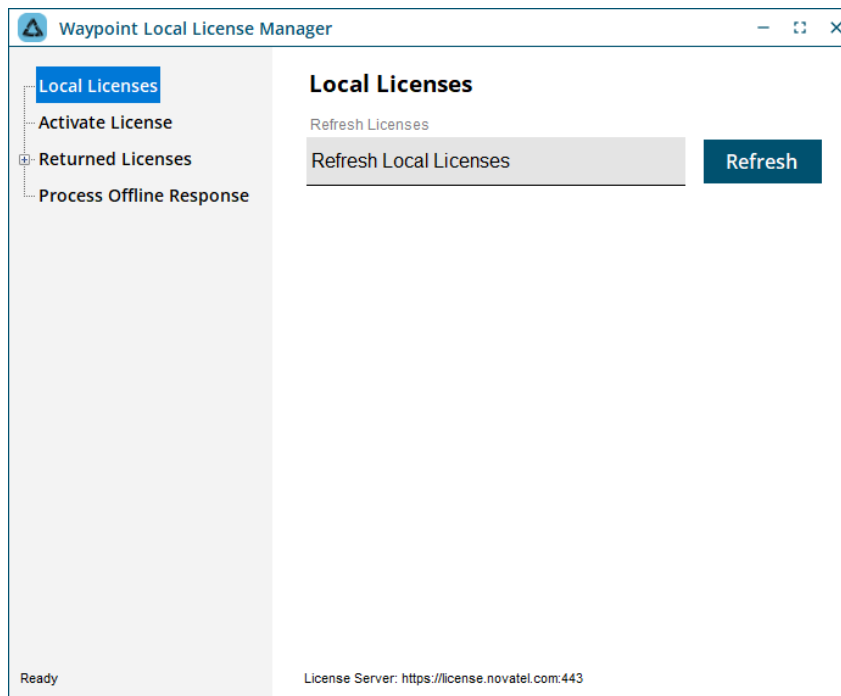 Waypoint Local License Manager
Local Licenses
Activate License
Returned Licenses
Process Offline Response
Local Licenses
Refresh Licenses
Refresh Local Licenses
Refresh
Ready
License Server: https://license.novatel.com:443